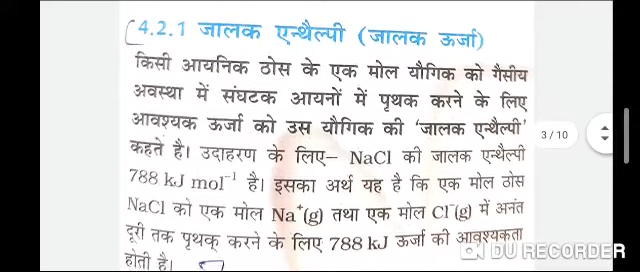 4.2.1 जालक एन्थैल्पी (जालक ऊर्जा)
किसी आयनिक ठोस के एक मोल यौगिक को गैसीय
अवस्था में संघटक आयनों में पृथक करने के लिए
आवश्यक ऊर्जा को उस यौगिक की 'जालक एन्थैल्पी'
कहते है। उदाहरण के लिए– NaCl की जालक एन्थैल्पी
788 kJ mol⁻¹ है। इसका अर्थ यह है कि एक मोल ठोस
NaCl को एक मोल Na⁺(g) तथा एक मोल Cl⁻(g) में अनंत
दूरी तक पृथक् करने के लिए 788 kJ ऊर्जा की आवश्यकता
होती है।
3/10
DU RECORDER